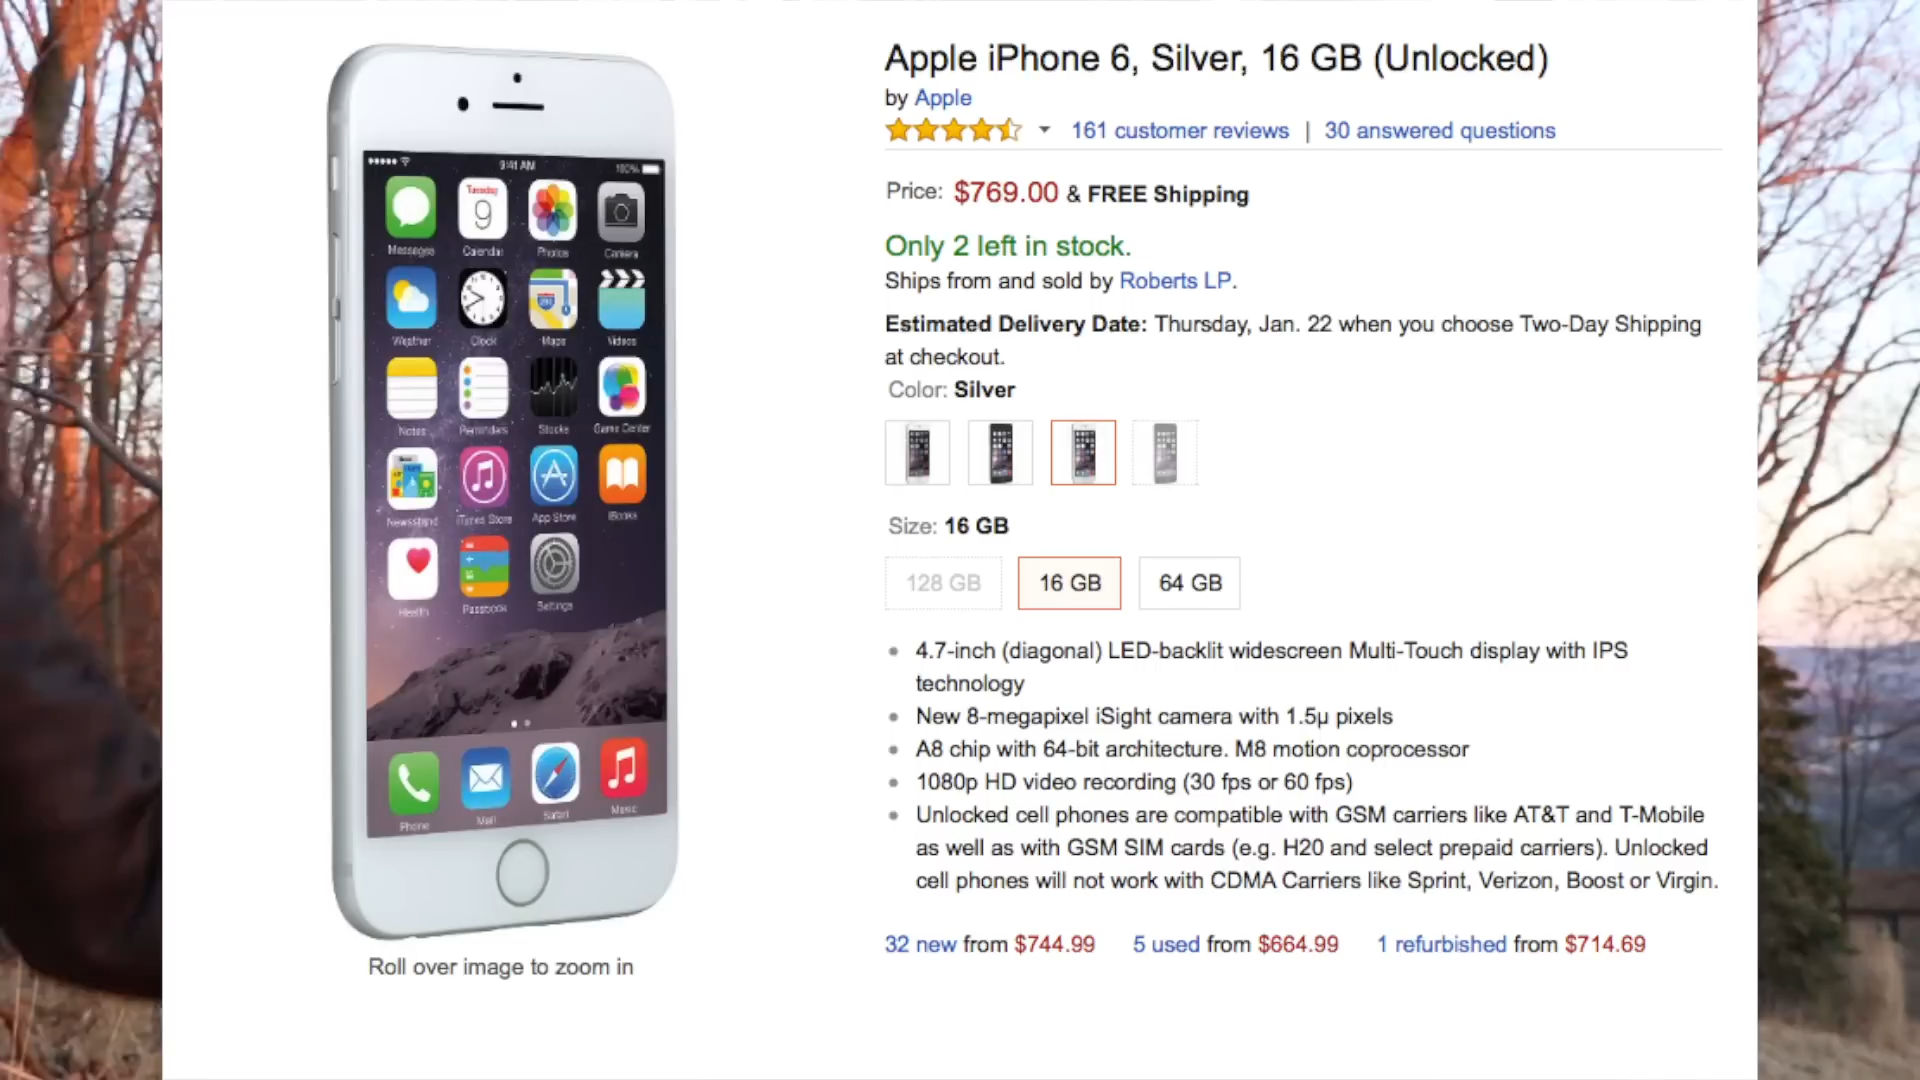 Apple iPhone 6, Silver, 16 GB (Unlocked)
by Apple
161 customer reviews | 30 answered questions
Price: $769.00 & FREE Shipping
Only 2 left in stock.
Ships from and sold by Roberts LP.
Estimated Delivery Date: Thursday, Jan. 22 when you choose Two-Day Shipping
at checkout.
Color: Silver
Size: 16 GB
128 GB 16 GB 64 GB
4.7-inch (diagonal) LED-backlit widescreen Multi-Touch display with IPS
technology
New 8-megapixel iSight camera with 1.5µ pixels
A8 chip with 64-bit architecture. M8 motion coprocessor
1080p HD video recording (30 fps or 60 fps)
Unlocked cell phones are compatible with GSM carriers like AT&T and T-Mobile
as well as with GSM SIM cards (e.g. H20 and select prepaid carriers). Unlocked
cell phones will not work with CDMA Carriers like Sprint, Verizon, Boost or Virgin.
32 new from $744.99 5 used from $664.99 1 refurbished from $714.69
9:41 AM 100%
Tuesday
9
Messages Calendar Photos Camera
Weather Clock Maps Videos
Notes Reminders Stocks Game Center
Newsstand iTunes Store App Store iBooks
Health Passbook Settings
Phone Mail Safari Music
Roll over image to zoom in